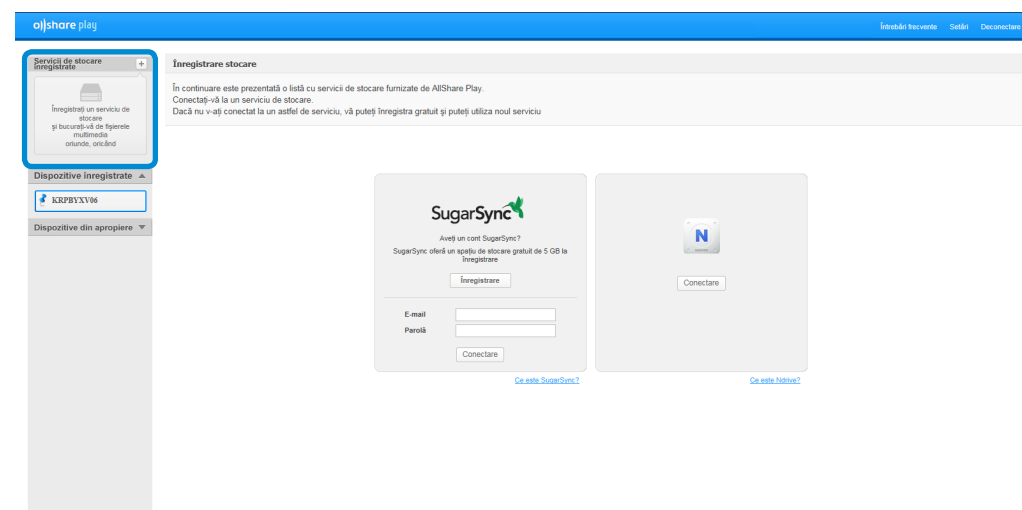 allshare play
Întrebări frecvente Setări Deconectare
Servicii de stocare
înregistrate
Înregistrați un serviciu de
stocare
și bucurați-vă de fișierele
multimedia
oriunde, oricând
Dispozitive înregistrate
KRPBYXV06
Dispozitive din apropiere
Înregistrare stocare
În continuare este prezentată o listă cu servicii de stocare furnizate de AllShare Play.
Conectați-vă la un serviciu de stocare.
Dacă nu v-ați conectat la un astfel de serviciu, vă puteți înregistra gratuit și puteți utiliza noul serviciu
SugarSync
Aveți un cont SugarSync?
SugarSync oferă un spațiu de stocare gratuit de 5 GB la
înregistrare
Înregistrare
E-mail
Parolă
Conectare
Ce este SugarSync?
N
Conectare
Ce este Ndrive?